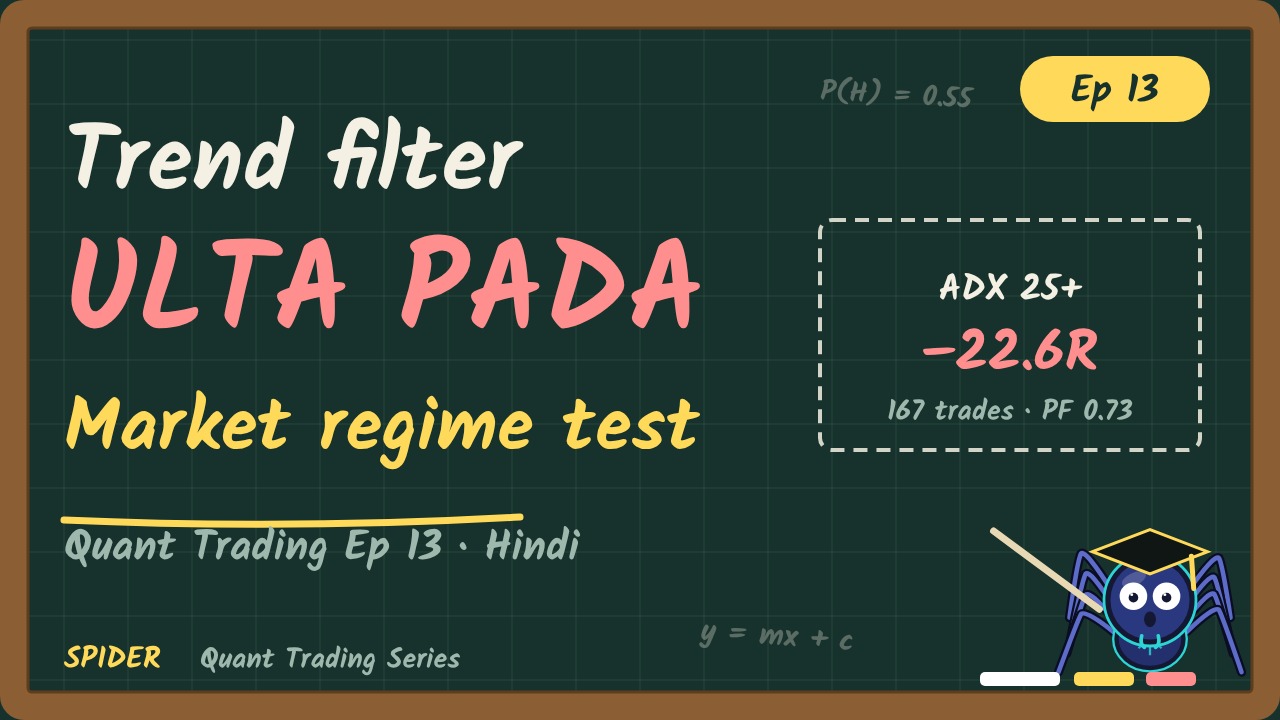 P(H) = 0.55
Ep 13
Trend filter
ULTA PADA
Market regime test
ADX 25+
−22.6R
167 trades · PF 0.73
Quant Trading Ep 13 · Hindi
y = mx + c
SPIDER Quant Trading Series